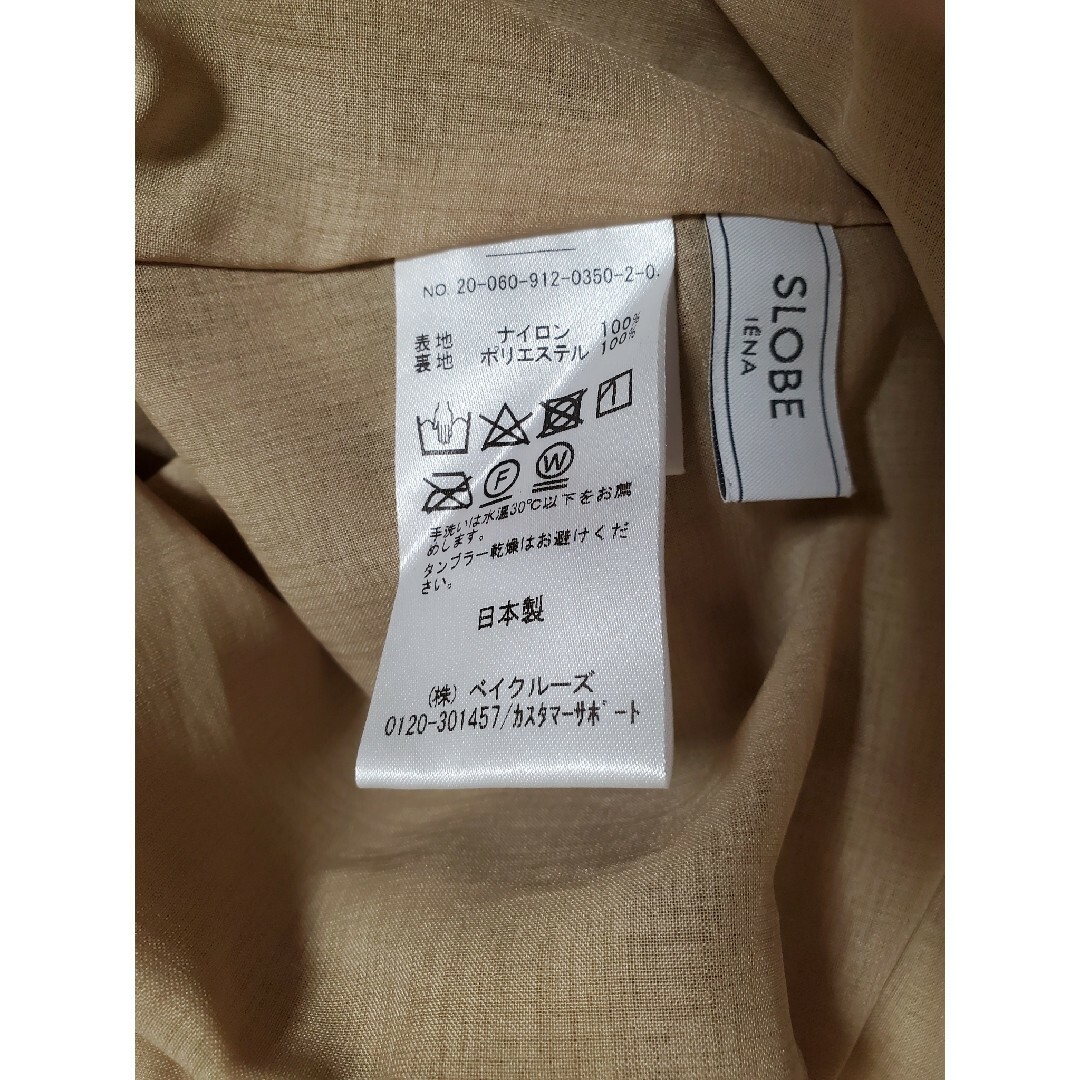 NO. 20-060-912-0350-2-0.
表地 ナイロン 100%
裏地 ポリエステル 100%
F W
手洗いは水温30℃以下をお薦
めします。
タンブラー乾燥はお避けくだ
さい。
日本製
(株) ベイクルーズ
0120-301457/カスタマーサポート
SLOBE
IÉNA